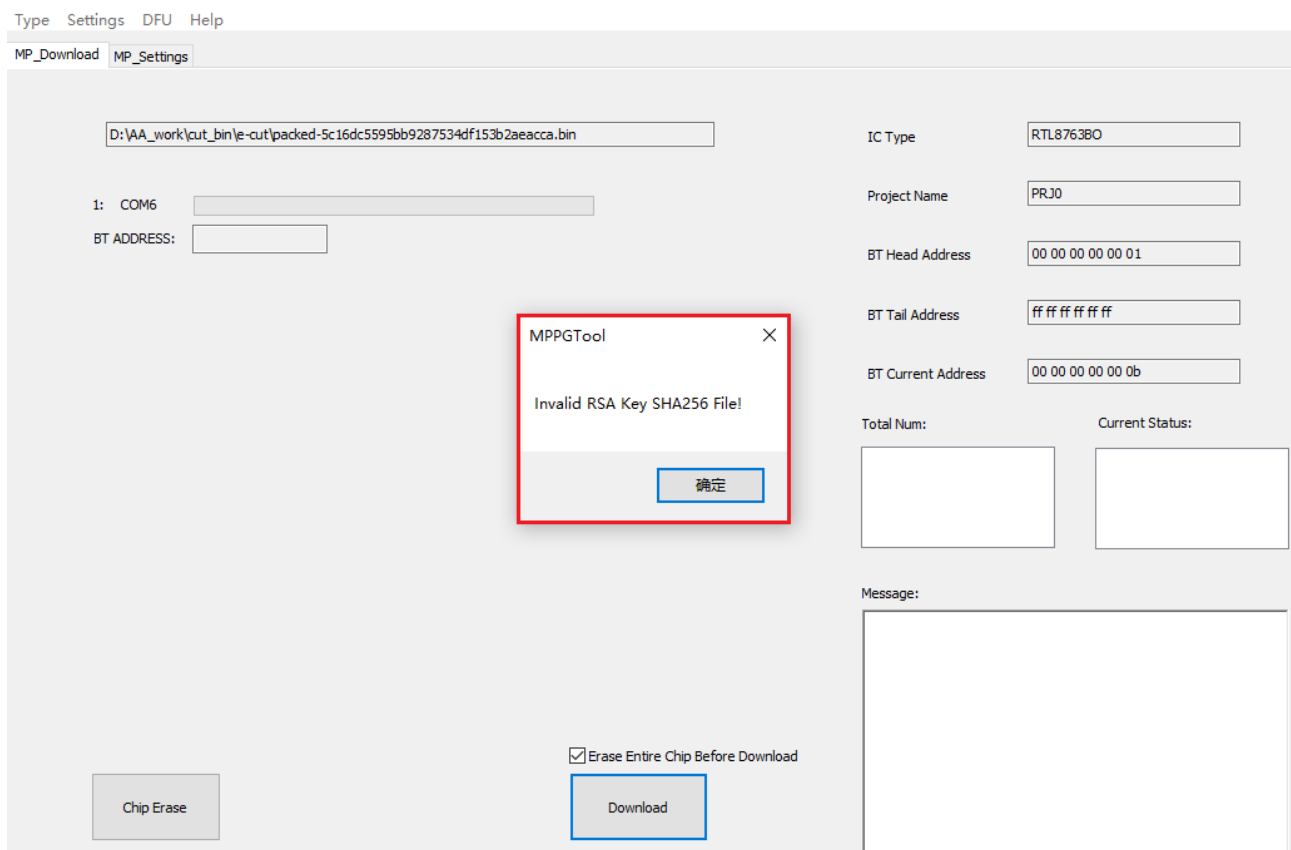 Type Settings DFU Help
MP_Download MP_Settings
D:\AA_work\cut_bin\e-cut\packed-5c16dc5595bb9287534df153b2aeacca.bin
1: COM6
BT ADDRESS:
IC Type RTL8763BO
Project Name PRJ0
BT Head Address 00 00 00 00 00 01
BT Tail Address ff ff ff ff ff ff
BT Current Address 00 00 00 00 00 0b
MPPGTool
Invalid RSA Key SHA256 File!
确定
Total Num: Current Status:
Message:
Erase Entire Chip Before Download
Chip Erase Download